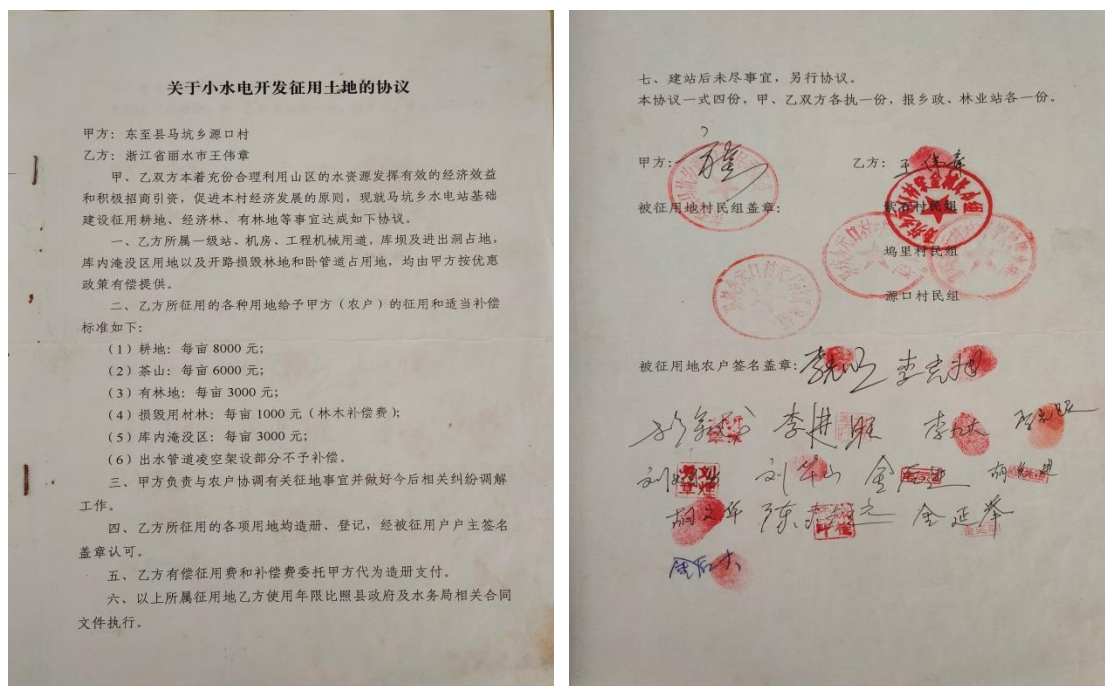 关于小水电开发征用土地的协议
甲方：东至县马坑乡源口村
乙方：浙江省丽水市王伟章
甲、乙双方本着充份合理利用山区的水资源发挥有效的经济效益
和积极招商引资，促进本村经济发展的原则，现就马坑乡水电站基础
建设征用耕地、经济林、有林地等事宜达成如下协议。
一、乙方所属一级站、机房、工程机械用道，库坝及进出洞占地，
库内淹没区用地以及开路损毁林地和卧管道占用地，均由甲方按优惠
政策有偿提供。
二、乙方所征用的各种用地给予甲方（农户）的征用和适当补偿
标准如下：
（1）耕地：每亩 8000 元；
（2）茶山：每亩 6000 元；
（3）有林地：每亩 3000 元；
（4）损毁用材林：每亩 1000 元（林木补偿费）；
（5）库内淹没区：每亩 3000 元；
（6）出水管道凌空架设部分不予补偿。
三、甲方负责与农户协调有关征地事宜并做好今后相关纠纷调解
工作。
四、乙方所征用的各项用地均造册、登记，经被征用户户主签名
盖章认可。
五、乙方有偿征用费和补偿费委托甲方代为造册支付。
六、以上所属征用地乙方使用年限比照县政府及水务局相关合同
文件执行。
七、建站后未尽事宜，另行协议。
本协议一式四份，甲、乙双方各执一份，报乡政、林业站各一份。
甲方：
乙方：王伟章
被征用地村民组盖章：
村民组
坞里村民组
源口村民组
被征用地农户签名盖章：
李进
刘华山
胡文华
金延举